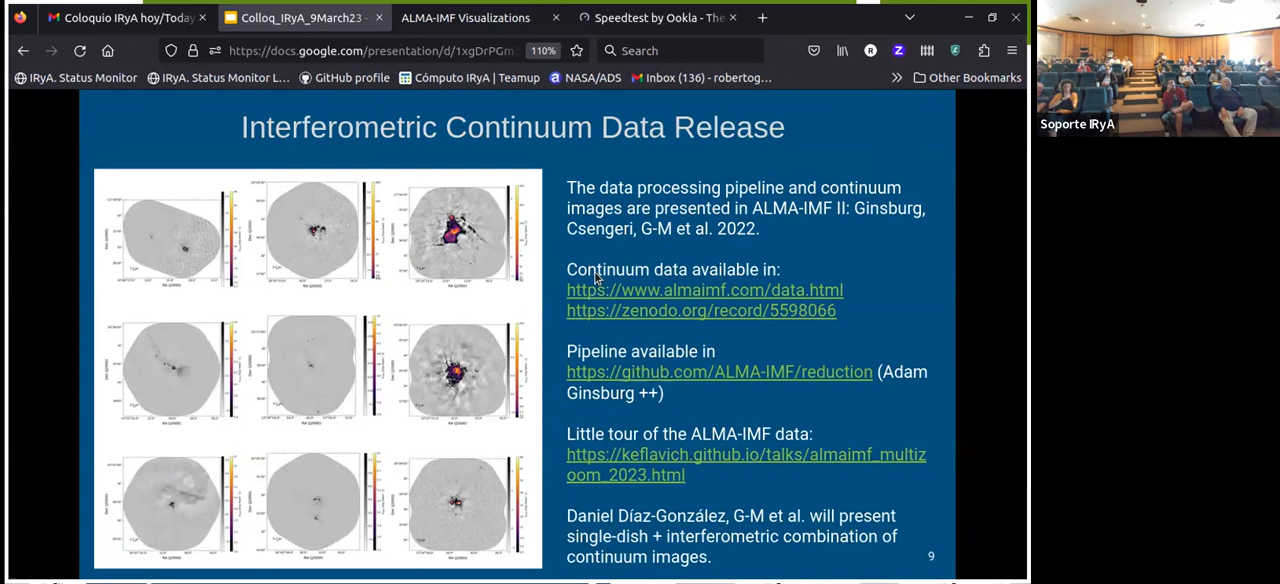 Coloquio IRyA hoy/Today
Colloq_IRyA_9March23 -
ALMA-IMF Visualizations
Speedtest by Ookla - The
https://docs.google.com/presentation/d/1xgDrPGm
110%
Search
IRyA. Status Monitor
IRyA. Status Monitor L...
GitHub profile
Cómputo IRyA | Teamup
NASA/ADS
Inbox (136) - robertog...
Other Bookmarks
Soporte IRyA
Interferometric Continuum Data Release
The data processing pipeline and continuum
images are presented in ALMA-IMF II: Ginsburg,
Csengeri, G-M et al. 2022.
Continuum data available in:
https://www.almaimf.com/data.html
https://zenodo.org/record/5598066
Pipeline available in
https://github.com/ALMA-IMF/reduction (Adam
Ginsburg ++)
Little tour of the ALMA-IMF data:
https://keflavich.github.io/talks/almaimf_multiz
oom_2023.html
Daniel Díaz-González, G-M et al. will present
single-dish + interferometric combination of
continuum images.
9